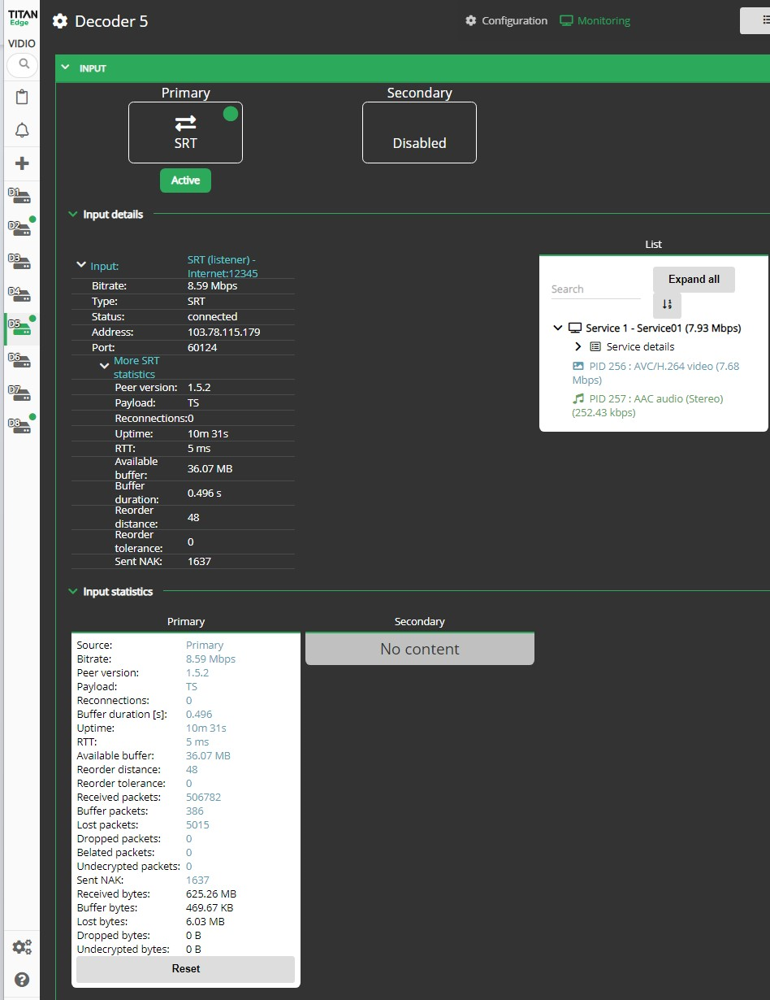 TITAN
Edge
VIDIO
Decoder 5
Configuration
Monitoring
INPUT
Primary
Secondary
SRT
Disabled
Active
D1
D2
D3
D4
D5
D6
D7
D8
Input details
Input: SRT (listener) -
Internet:12345
Bitrate: 8.59 Mbps
Type: SRT
Status: connected
Address: 103.78.115.179
Port: 60124
More SRT
statistics
Peer version: 1.5.2
Payload: TS
Reconnections:0
Uptime: 10m 31s
RTT: 5 ms
Available
buffer: 36.07 MB
Buffer
duration: 0.496 s
Reorder
distance: 48
Reorder
tolerance: 0
Sent NAK: 1637
List
Search
Expand all
Service 1 - Service01 (7.93 Mbps)
Service details
PID 256 : AVC/H.264 video (7.68
Mbps)
PID 257 : AAC audio (Stereo)
(252.43 kbps)
Input statistics
Primary
Source: Primary
Bitrate: 8.59 Mbps
Peer version: 1.5.2
Payload: TS
Reconnections: 0
Buffer duration [s]: 0.496
Uptime: 10m 31s
RTT: 5 ms
Available buffer: 36.07 MB
Reorder distance: 48
Reorder tolerance: 0
Received packets: 506782
Buffer packets: 386
Lost packets: 5015
Dropped packets: 0
Belated packets: 0
Undecrypted packets: 0
Sent NAK: 1637
Received bytes: 625.26 MB
Buffer bytes: 469.67 KB
Lost bytes: 6.03 MB
Dropped bytes: 0 B
Undecrypted bytes: 0 B
Reset
Secondary
No content